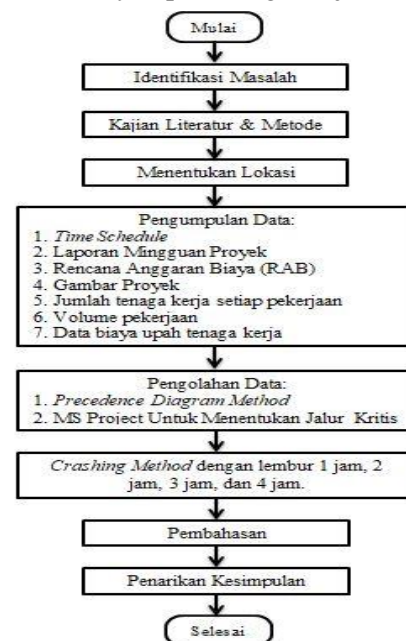 Mulai
Identifikasi Masalah
Kajian Literatur & Metode
Menentukan Lokasi
Pengumpulan Data:
1. Time Schedule
2. Laporan Mingguan Proyek
3. Rencana Anggaran Biaya (RAB)
4. Gambar Proyek
5. Jumlah tenaga kerja setiap pekerjaan
6. Volume pekerjaan
7. Data biaya upah tenaga kerja
Pengolahan Data:
1. Precedence Diagram Method
2. MS Project Untuk Menentukan Jalur Kritis
Crashing Method dengan lembur 1 jam, 2
jam, 3 jam, dan 4 jam.
Pembahasan
Penarikan Kesimpulan
Selesai